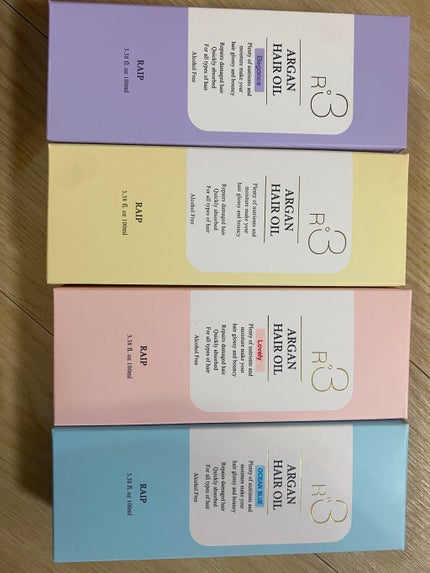 R°3
ARGAN
HAIR OIL
Elegance
Plenty of nutrients and
moisture make your
hair glossy and bouncy
Repairs damaged hair
Quickly absorbed
For all types of hair
Alcohol Free
RAIP
3.38 fl. oz 100ml
R°3
ARGAN
HAIR OIL
Plenty of nutrients and
moisture make your
hair glossy and bouncy
Repairs damaged hair
Quickly absorbed
For all types of hair
Alcohol Free
RAIP
3.38 fl. oz 100ml
R°3
ARGAN
HAIR OIL
Lovely
Plenty of nutrients and
moisture make your
hair glossy and bouncy
Repairs damaged hair
Quickly absorbed
For all types of hair
Alcohol Free
RAIP
3.38 fl. oz 100ml
R°3
ARGAN
HAIR OIL
OCEAN BLUE
Plenty of nutrients and
moisture make your
hair glossy and bouncy
Repairs damaged hair
Quickly absorbed
For all types of hair
Alcohol Free
RAIP
3.38 fl. oz 100ml